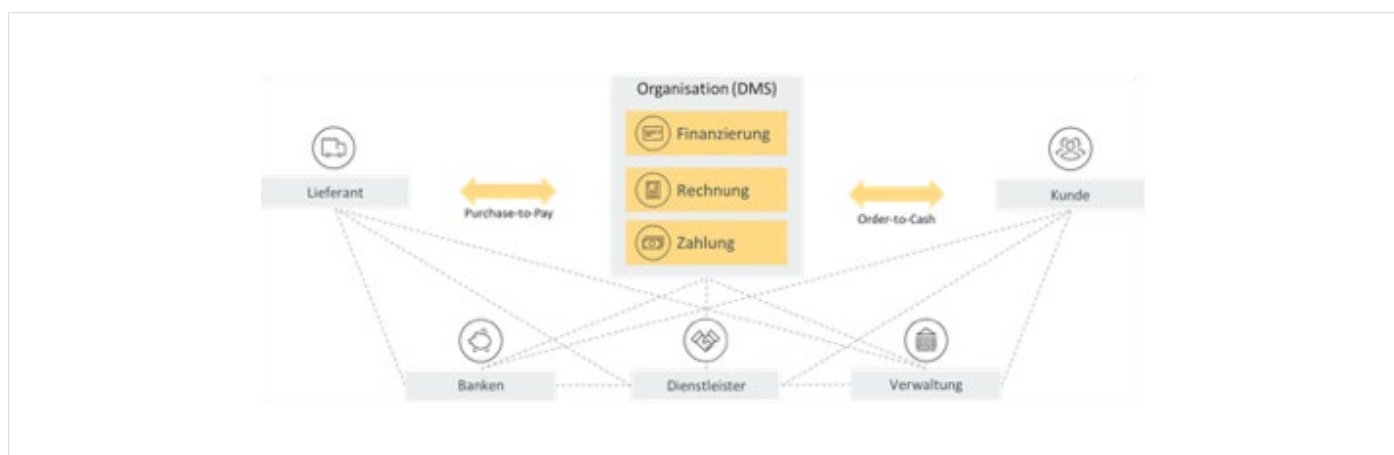 Organisation (DMS)
Finanzierung
Lieferant
Rechnung
Kunde
Purchase-to-Pay
Order-to-Cash
Zahlung
Banken
Dienstleister
Verwaltung